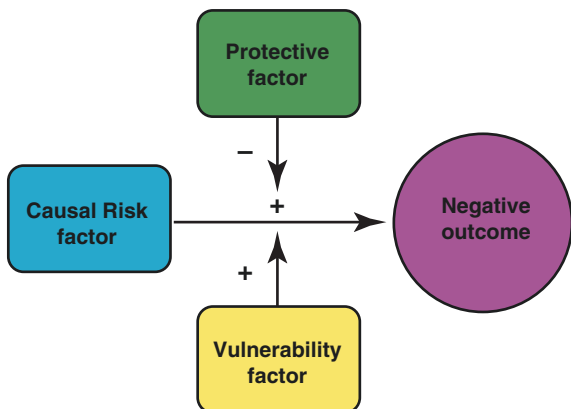 Protective
factor
–
+
Causal Risk
factor
Negative
outcome
+
Vulnerability
factor